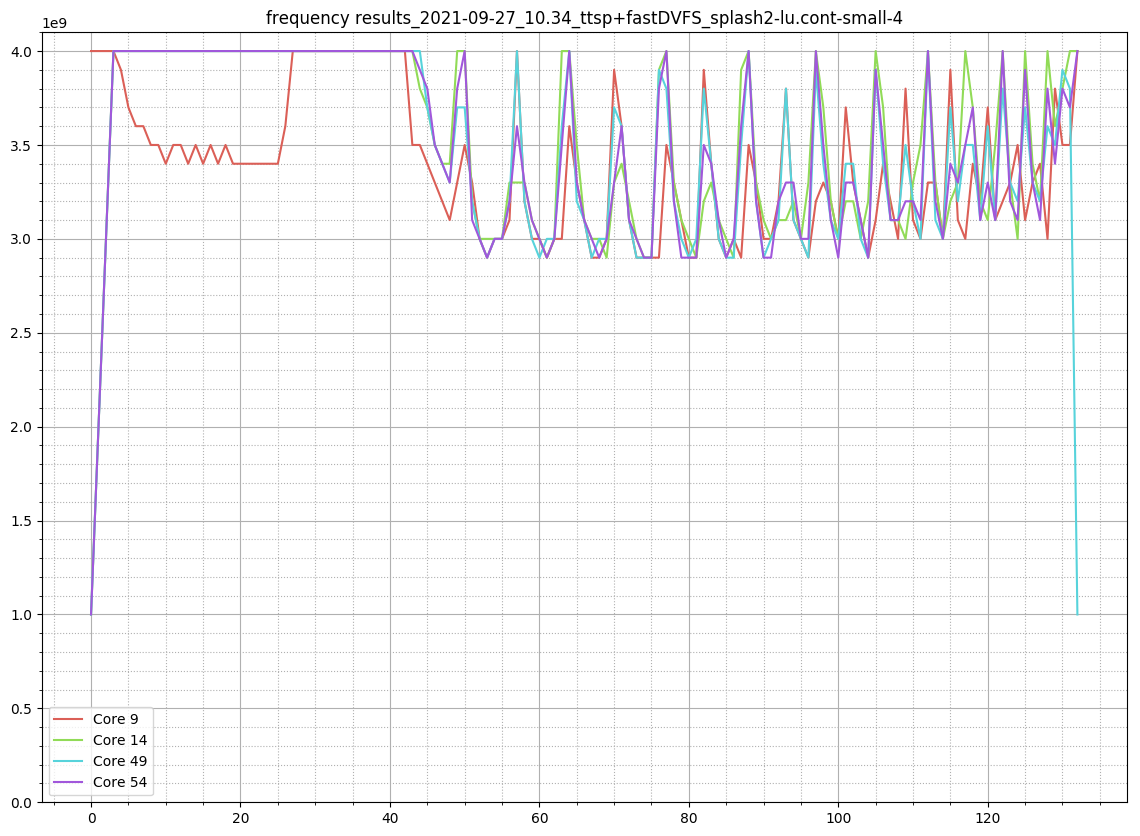 frequency results_2021-09-27_10.34_ttsp+fastDVFS_splash2-lu.cont-small-4
1e9
4.0
3.5
3.0
2.5
2.0
1.5
1.0
0.5
0.0
Core 9
Core 14
Core 49
Core 54
0 20 40 60 80 100 120